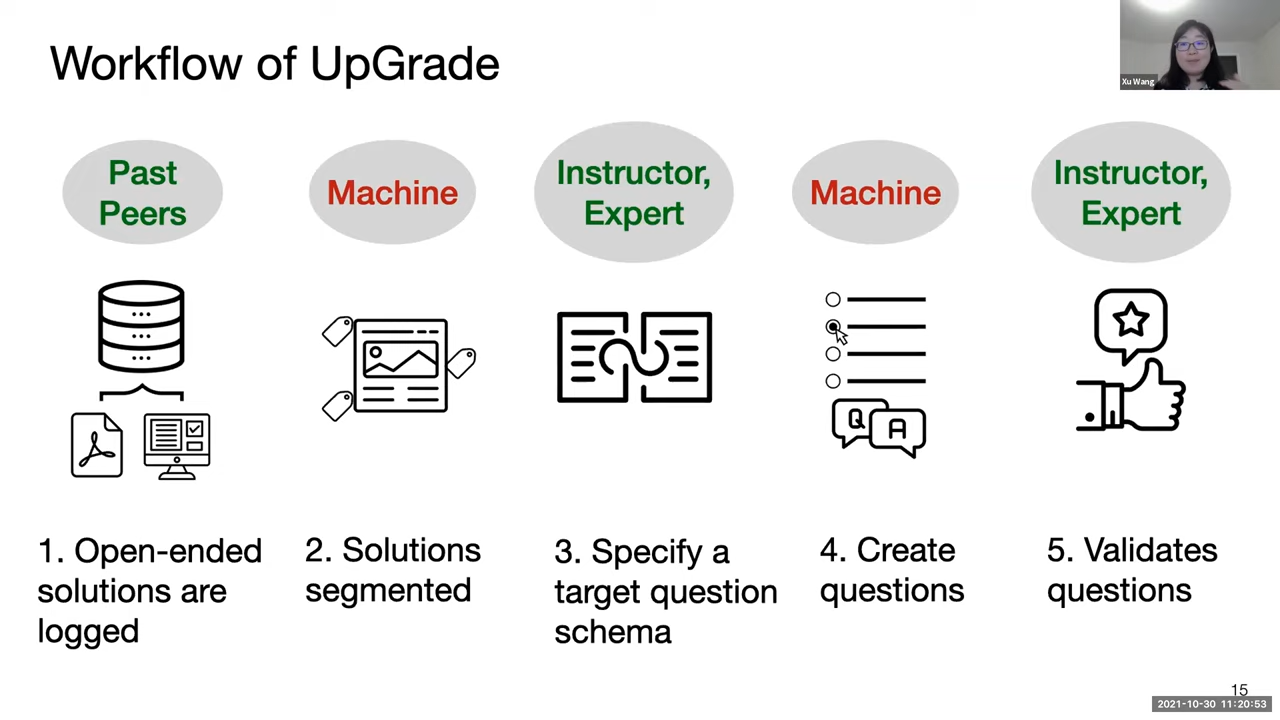 Workflow of UpGrade
Xu Wang
Past
Peers
Machine
Instructor,
Expert
Machine
Instructor,
Expert
Q
A
1. Open-ended
solutions are
logged
2. Solutions
segmented
3. Specify a
target question
schema
4. Create
questions
5. Validates
questions
15
2021-10-30 11:20:53